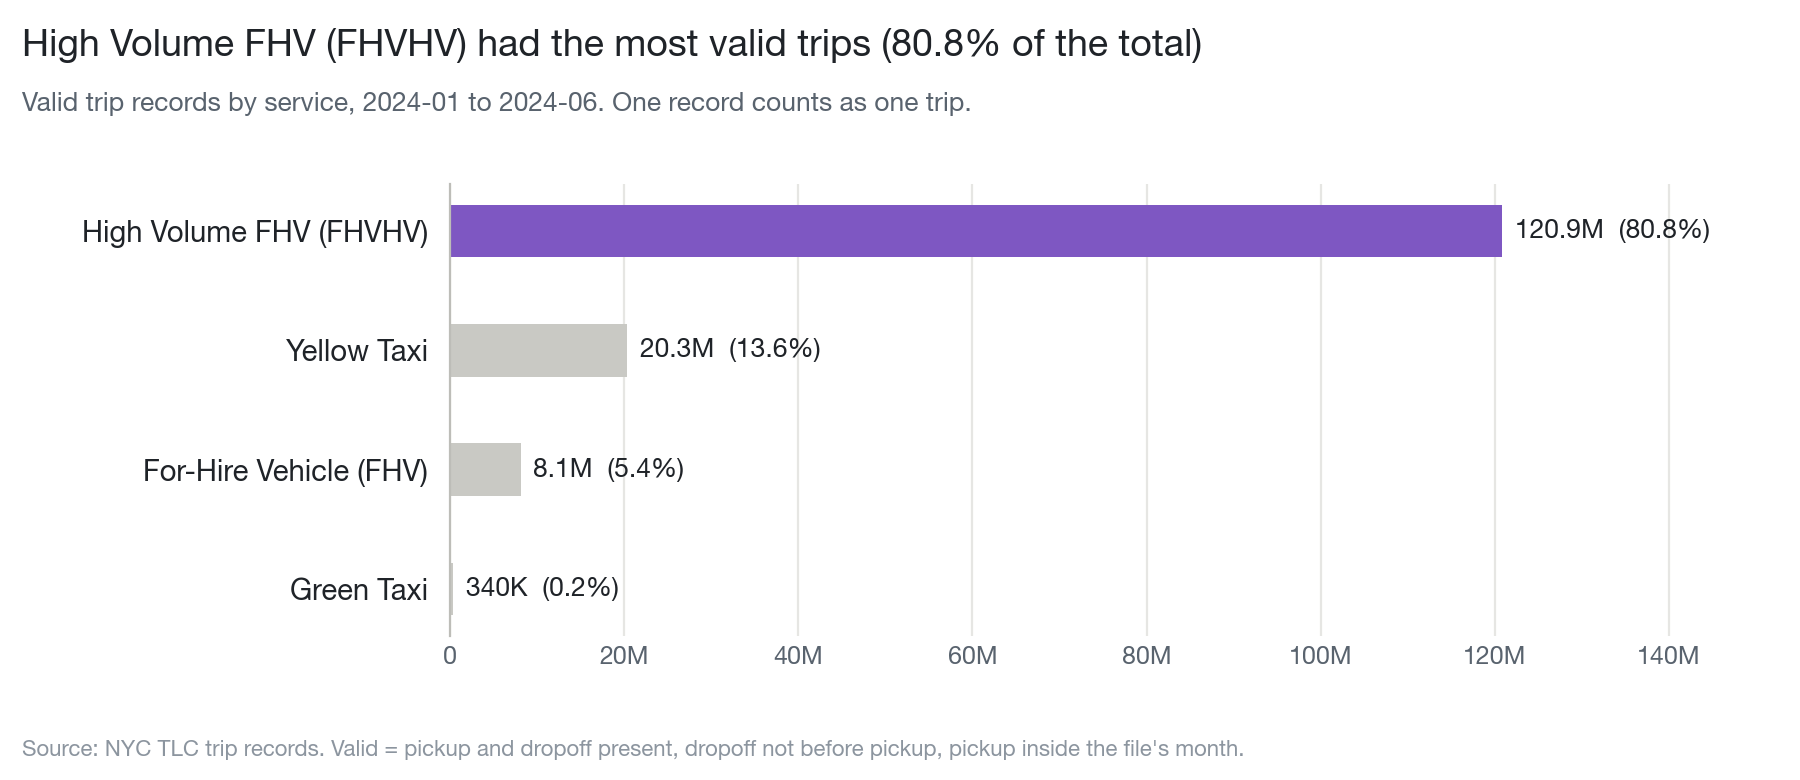 High Volume FHV (FHVHV) had the most valid trips (80.8% of the total)
Valid trip records by service, 2024-01 to 2024-06. One record counts as one trip.
High Volume FHV (FHVHV) 120.9M (80.8%)
Yellow Taxi 20.3M (13.6%)
For-Hire Vehicle (FHV) 8.1M (5.4%)
Green Taxi 340K (0.2%)
0 20M 40M 60M 80M 100M 120M 140M
Source: NYC TLC trip records. Valid = pickup and dropoff present, dropoff not before pickup, pickup inside the file's month.